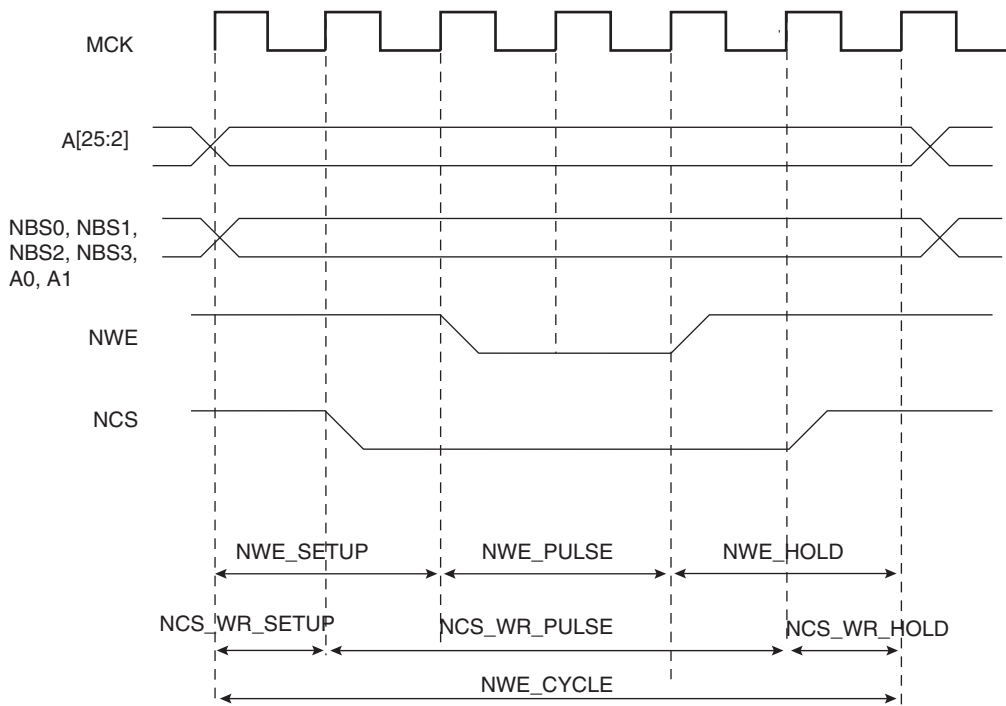 MCK
A[25:2]
NBS0, NBS1,
NBS2, NBS3,
A0, A1
NWE
NCS
NWE_SETUP NWE_PULSE NWE_HOLD
NCS_WR_SETUP NCS_WR_PULSE NCS_WR_HOLD
NWE_CYCLE